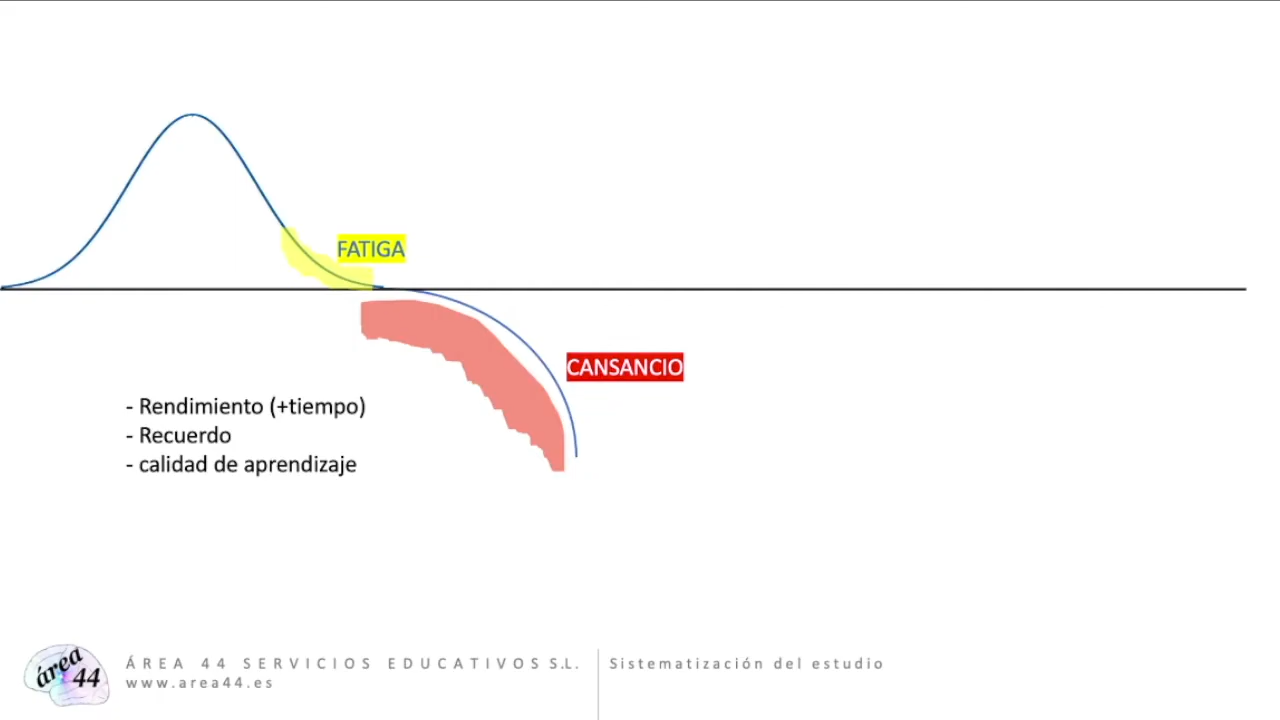 FATIGA
CANSANCIO
- Rendimiento (+tiempo)
- Recuerdo
- calidad de aprendizaje
área
44
ÁREA 44 SERVICIOS EDUCATIVOS S.L.
www.area44.es
Sistematización del estudio